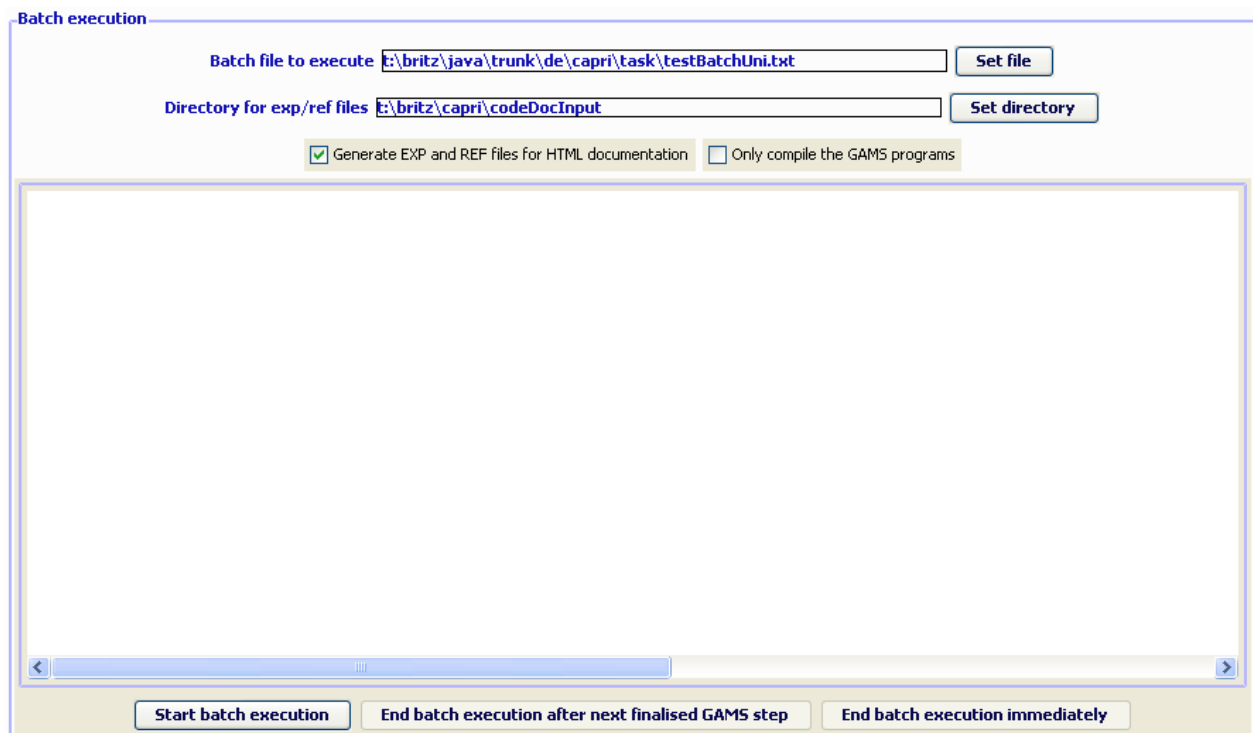 Batch execution
Batch file to execute t:\britz\java\trunk\de\capri\task\testBatchUni.txt Set file
Directory for exp/ref files t:\britz\capri\codeDocInput Set directory
Generate EXP and REF files for HTML documentation Only compile the GAMS programs
Start batch execution End batch execution after next finalised GAMS step End batch execution immediately